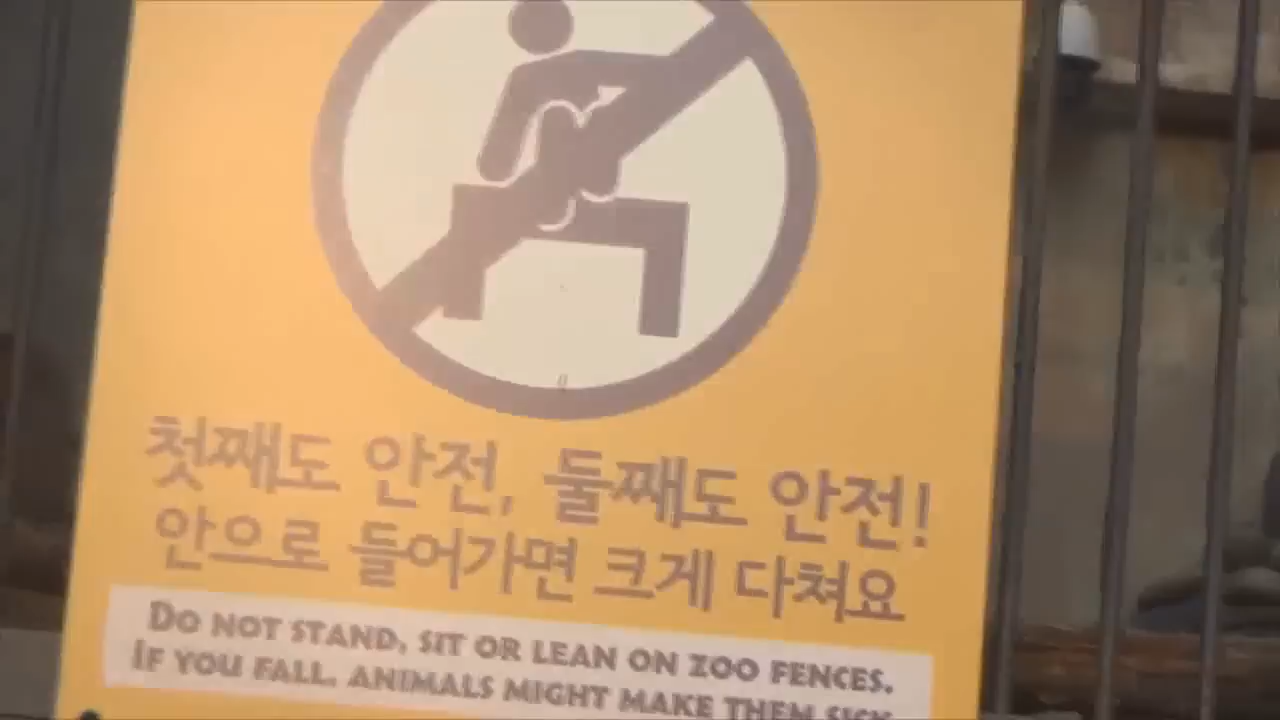 첫째도 안전, 둘째도 안전!
안으로 들어가면 크게 다쳐요
DO NOT STAND, SIT OR LEAN ON ZOO FENCES.
IF YOU FALL, ANIMALS MIGHT MAKE THEM SICK